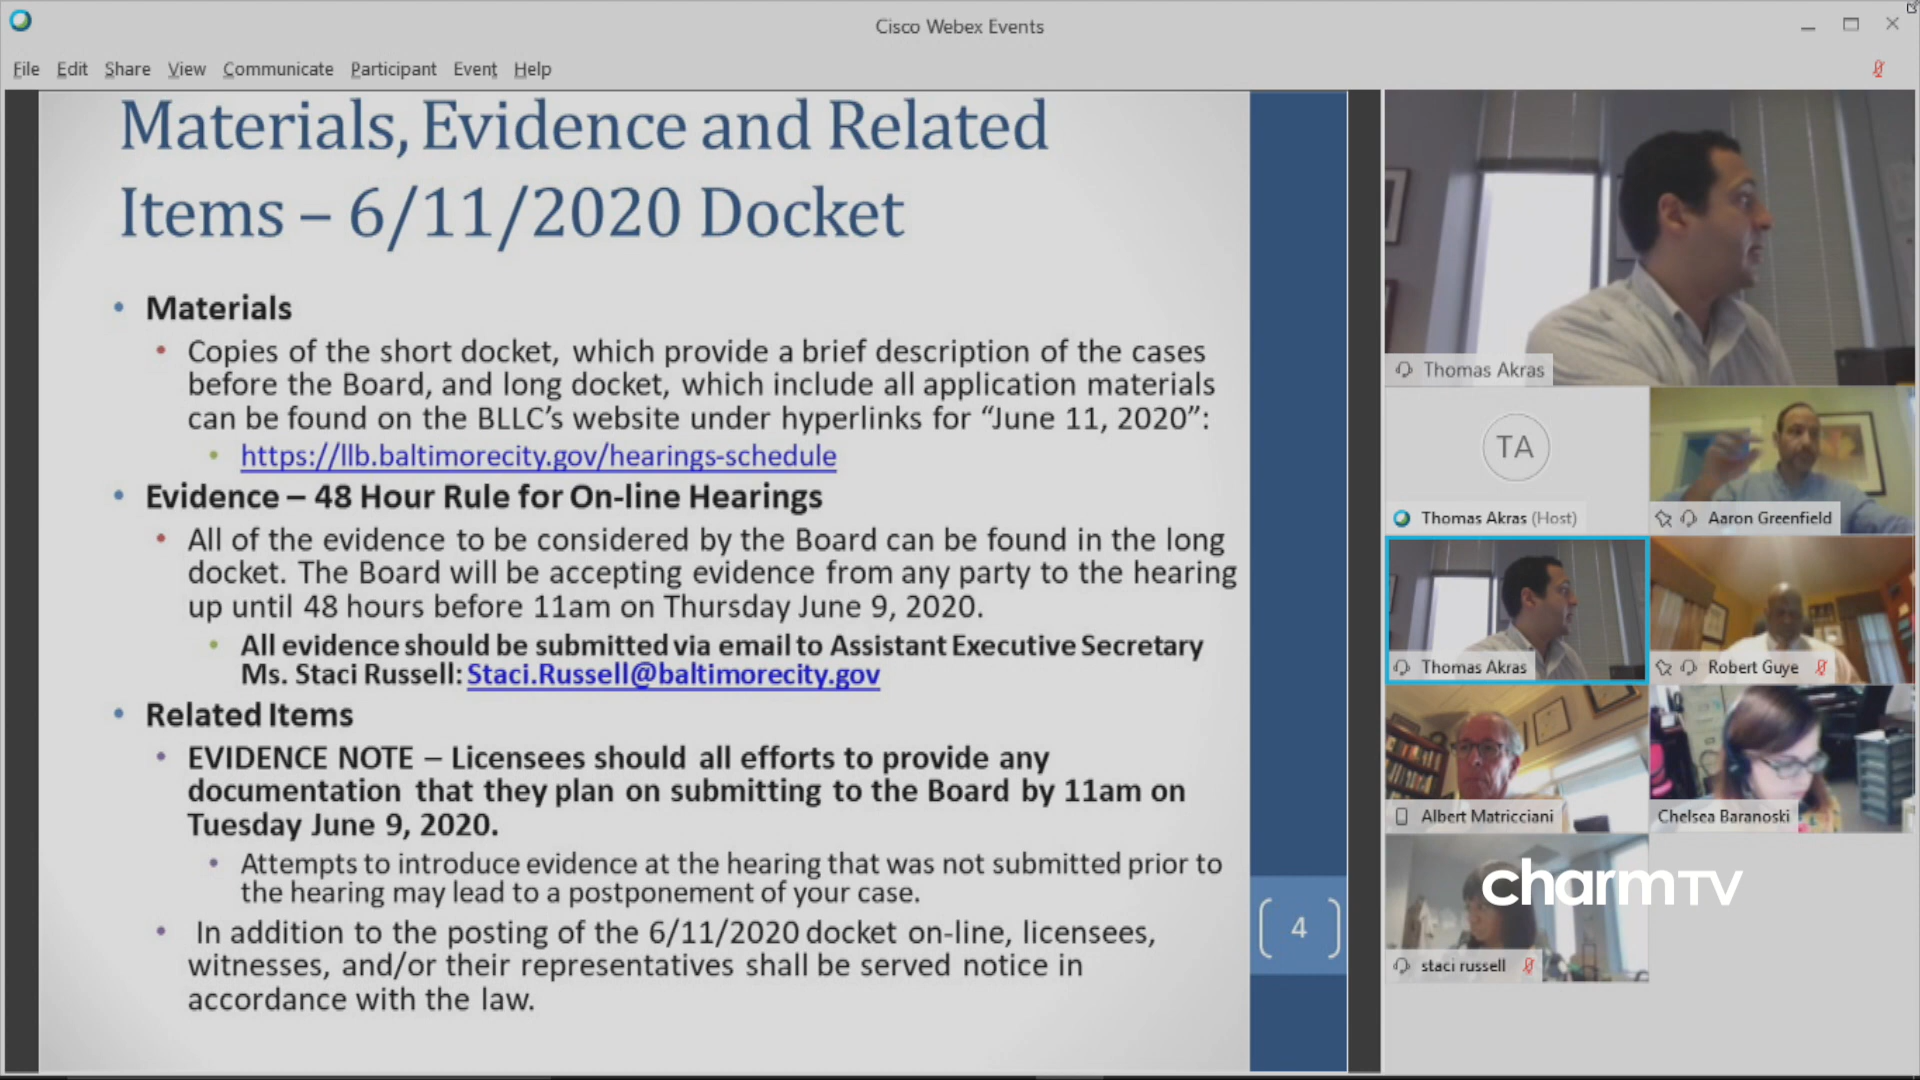 Cisco Webex Events
File Edit Share View Communicate Participant Event Help
Materials, Evidence and Related
Items – 6/11/2020 Docket
• Materials
• Copies of the short docket, which provide a brief description of the cases
before the Board, and long docket, which include all application materials
can be found on the BLLC’s website under hyperlinks for “June 11, 2020”:
• https://llb.baltimorecity.gov/hearings-schedule
• Evidence – 48 Hour Rule for On-line Hearings
• All of the evidence to be considered by the Board can be found in the long
docket. The Board will be accepting evidence from any party to the hearing
up until 48 hours before 11am on Thursday June 9, 2020.
• All evidence should be submitted via email to Assistant Executive Secretary
Ms. Staci Russell: Staci.Russell@baltimorecity.gov
• Related Items
• EVIDENCE NOTE – Licensees should all efforts to provide any
documentation that they plan on submitting to the Board by 11am on
Tuesday June 9, 2020.
• Attempts to introduce evidence at the hearing that was not submitted prior to
the hearing may lead to a postponement of your case.
• In addition to the posting of the 6/11/2020 docket on-line, licensees,
witnesses, and/or their representatives shall be served notice in
accordance with the law.
4
Thomas Akras
TA
Thomas Akras (Host)
Aaron Greenfield
Thomas Akras
Robert Guye
Albert Matricciani
Chelsea Baranoski
charmTV
staci russell